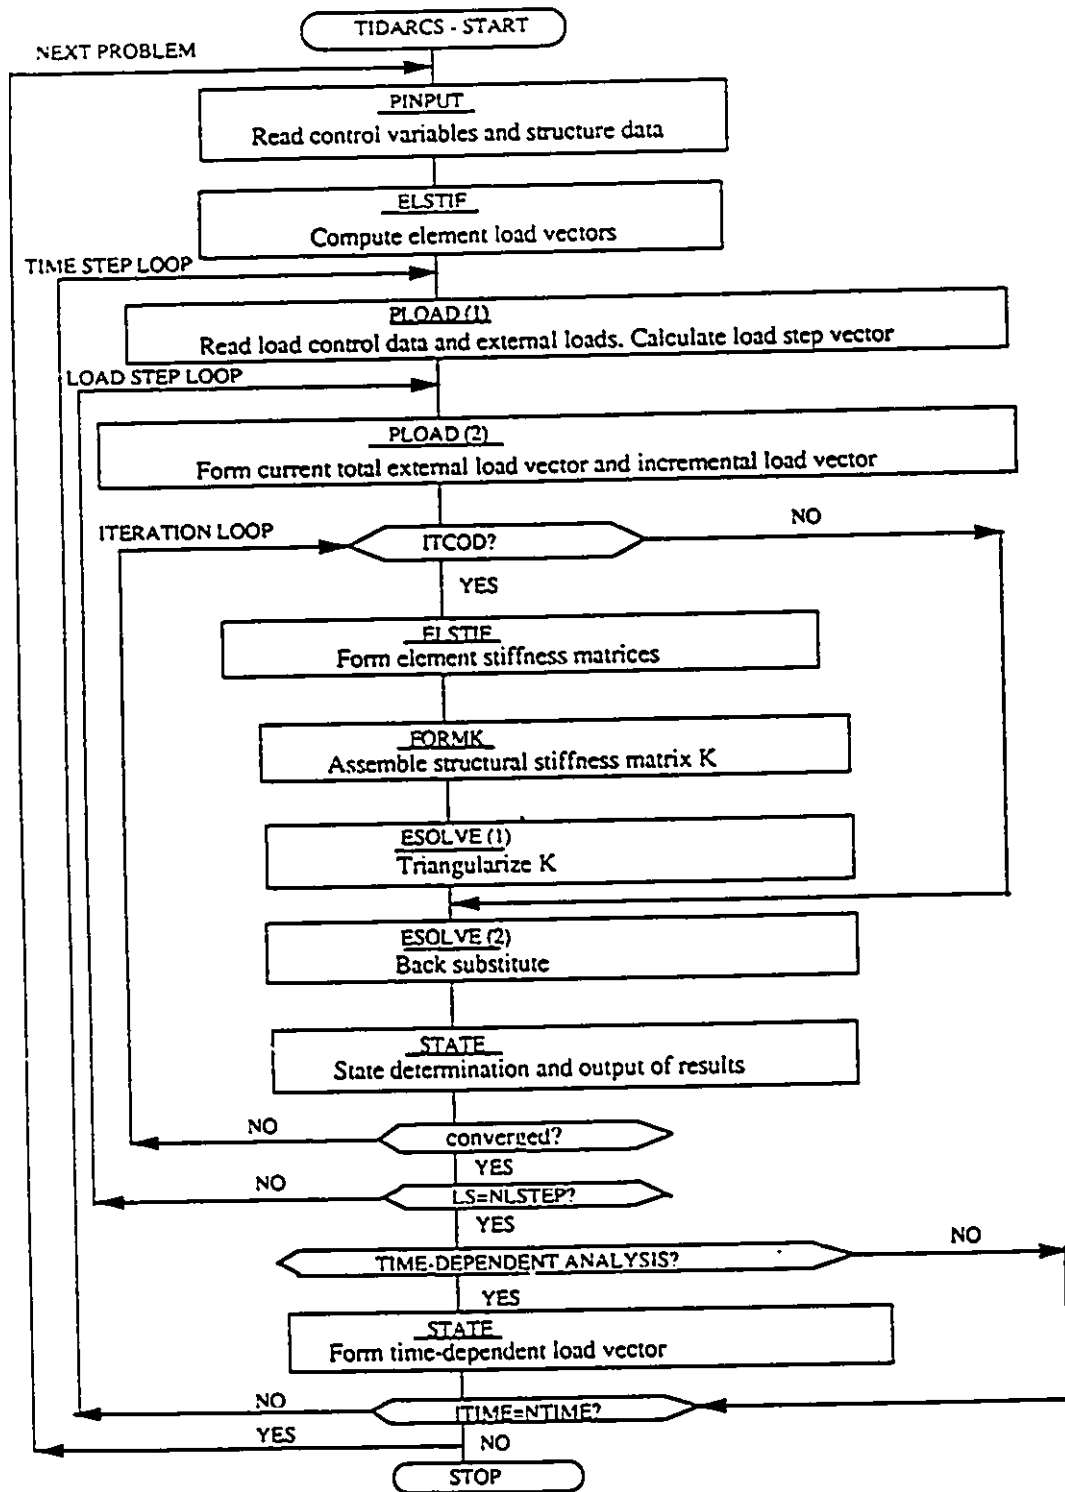 TIDARCS - START
NEXT PROBLEM
PINPUT
Read control variables and structure data
ELSTIF
Compute element load vectors
TIME STEP LOOP
PLOAD (1)
Read load control data and external loads. Calculate load step vector
LOAD STEP LOOP
PLOAD (2)
Form current total external load vector and incremental load vector
ITERATION LOOP
ITCOD?
NO
YES
ELSTIF
Form element stiffness matrices
FORMK
Assemble structural stiffness matrix K
ESOLVE (1)
Triangularize K
ESOLVE (2)
Back substitute
STATE
State determination and output of results
NO
converged?
YES
NO
LS=NLSTEP?
YES
NO
TIME-DEPENDENT ANALYSIS?
YES
STATE
Form time-dependent load vector
NO
ITIME=NTIME?
YES
NO
STOP